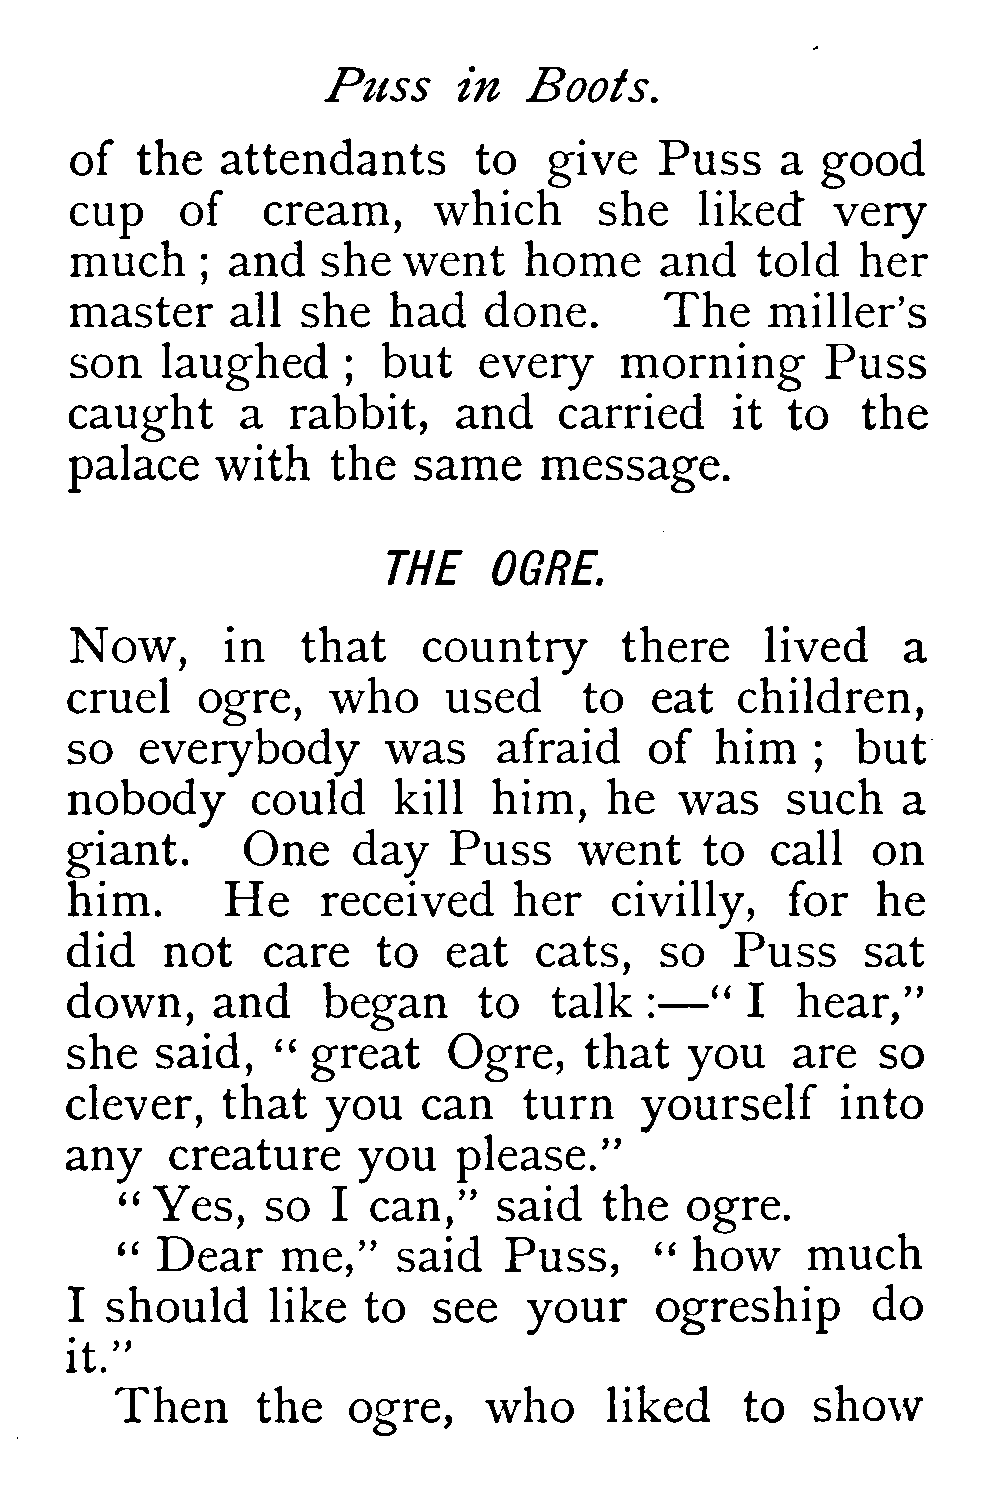 Puss in Boots.
of the attendants to give Puss a good
cup of cream, which she liked very
much ; and she went home and told her
master all she had done. The miller's
son laughed ; but every morning Puss
caught a rabbit, and carried it to the
palace with the same message.
THE OGRE.
Now, in that country there lived a
cruel ogre, who used to eat children,
so everybody was afraid of him ; but
nobody could kill him, he was such a
giant. One day Puss went to call on
him. He received her civilly, for he
did not care to eat cats, so Puss sat
down, and began to talk :—“ I hear,”
she said, “ great Ogre, that you are so
clever, that you can turn yourself into
any creature you please.”
“ Yes, so I can,” said the ogre.
“ Dear me,” said Puss, “ how much
I should like to see your ogreship do
it.”
Then the ogre, who liked to show